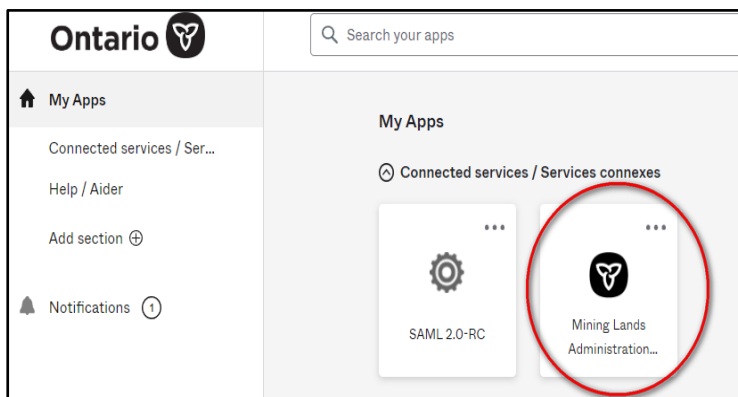 Ontario
Search your apps
My Apps
Connected services / Ser...
Help / Aider
Add section
Notifications 1
My Apps
Connected services / Services connexes
SAML 2.0-RC
Mining Lands
Administration...